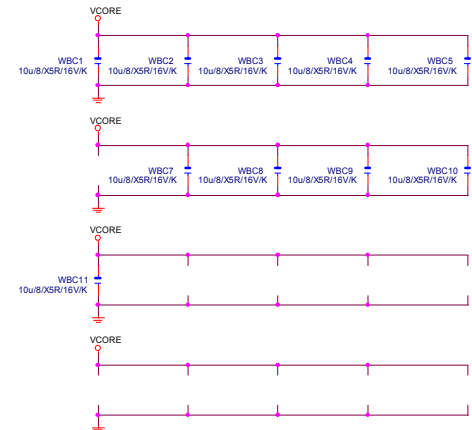 VCORE
WBC1 WBC2 WBC3 WBC4 WBC5
10u/8/X5R/16V/K 10u/8/X5R/16V/K 10u/8/X5R/16V/K 10u/8/X5R/16V/K 10u/8/X5R/16V/K
VCORE
WBC7 WBC8 WBC9 WBC10
10u/8/X5R/16V/K 10u/8/X5R/16V/K 10u/8/X5R/16V/K 10u/8/X5R/16V/K
VCORE
WBC11
10u/8/X5R/16V/K
VCORE